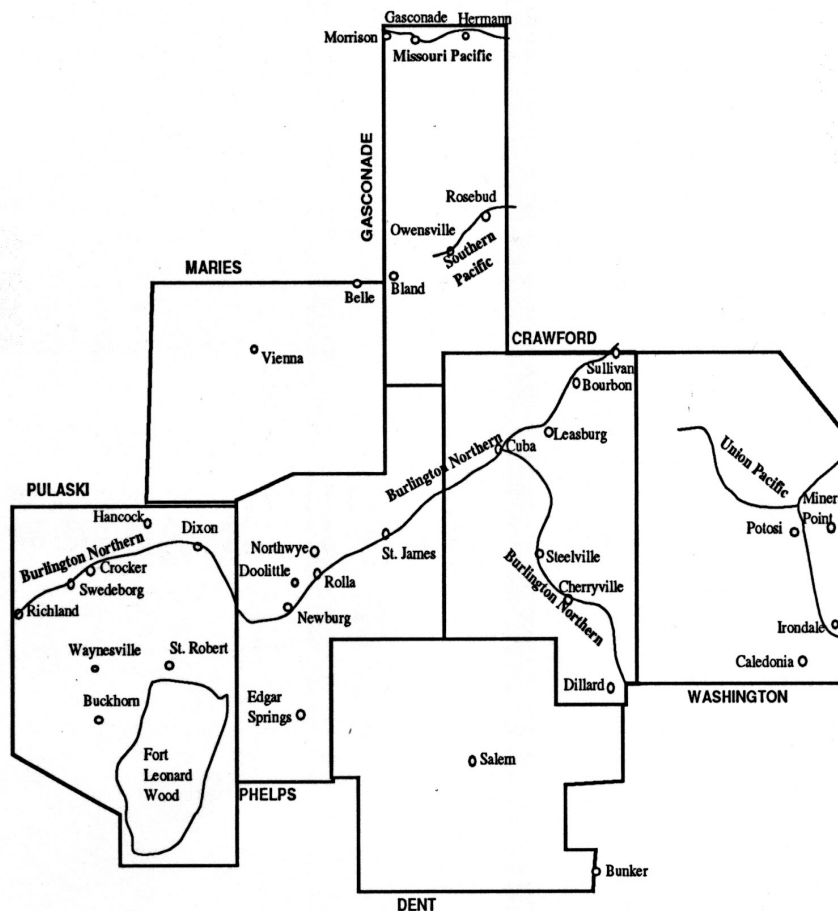 Gasconade Hermann
Morrison
Missouri Pacific
GASCONADE
Rosebud
Owensville
Southern
Pacific
MARIES
Belle
Bland
Vienna
CRAWFORD
Sullivan
Bourbon
Leasburg
Cuba
Burlington Northern
Union Pacific
Miner
Point
Potosi
PULASKI
Hancock
Dixon
Burlington Northern
Crocker
Swedeborg
Richland
Northwye
Doolittle
Rolla
St. James
Newburg
Steelville
Cherryville
Burlington Northern
Irondale
Caledonia
Waynesville
St. Robert
Buckhorn
Edgar
Springs
Dillard
WASHINGTON
Fort
Leonard
Wood
Salem
PHELPS
Bunker
DENT